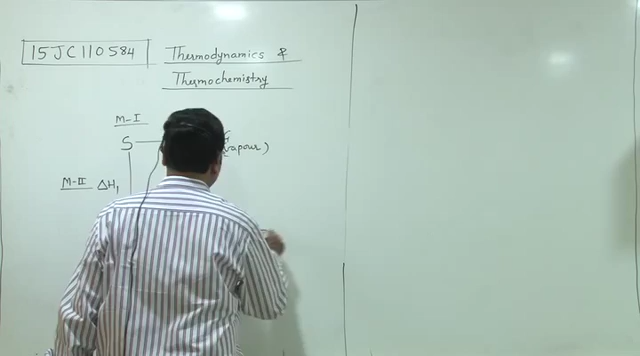 15JC110584
Thermodynamics &
Thermochemistry
M-I
S
vapour)
M-II ΔH₁